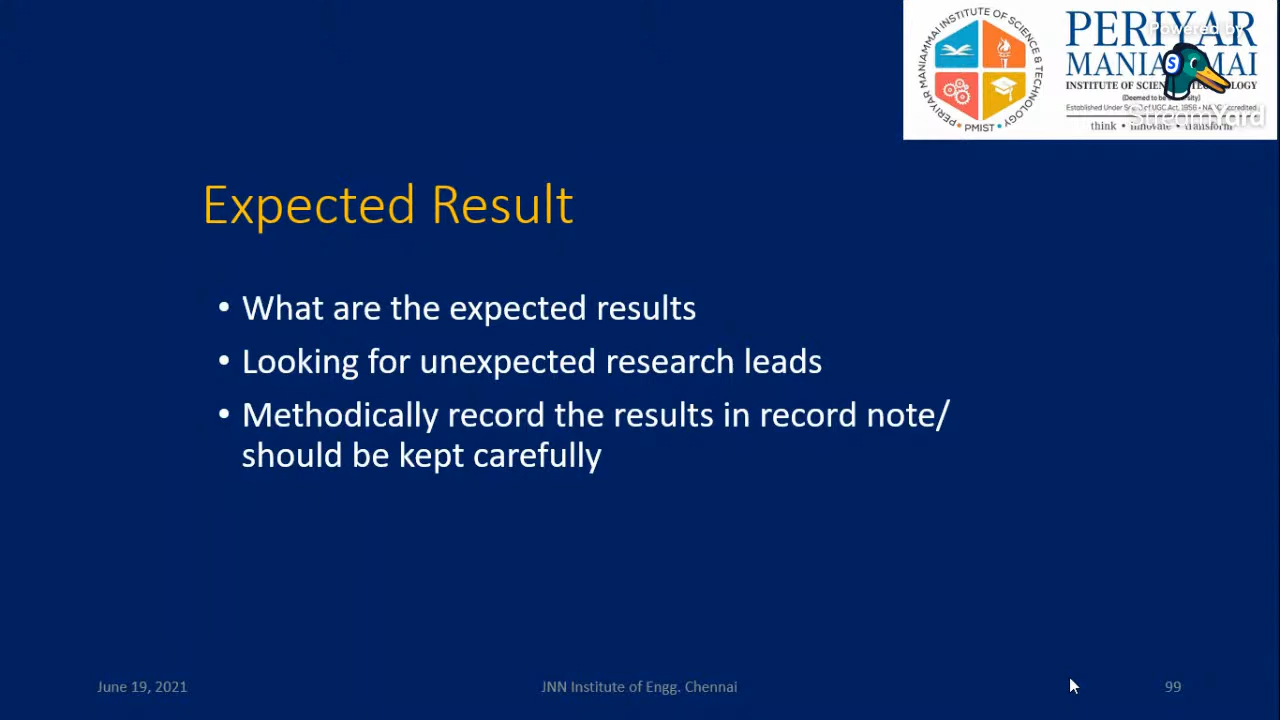 PERIYAR MANIAMMAI INSTITUTE OF SCIENCE & TECHNOLOGY
• PMIST •
Powered by
PERIYAR
MANIAMMAI
INSTITUTE OF SCIENCE TECHNOLOGY
(Deemed to be University)
Established Under Sec. of UGC Act, 1956 • NAAC Accredited
think • innovate • transform
StreamYard
S
Expected Result
• What are the expected results
• Looking for unexpected research leads
• Methodically record the results in record note/
should be kept carefully
June 19, 2021
JNN Institute of Engg. Chennai
99